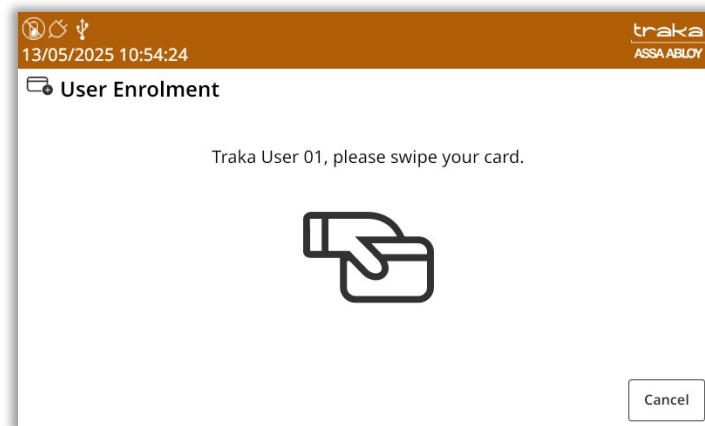 traka
13/05/2025 10:54:24
ASSA ABLOY
User Enrolment
Traka User 01, please swipe your card.
Cancel